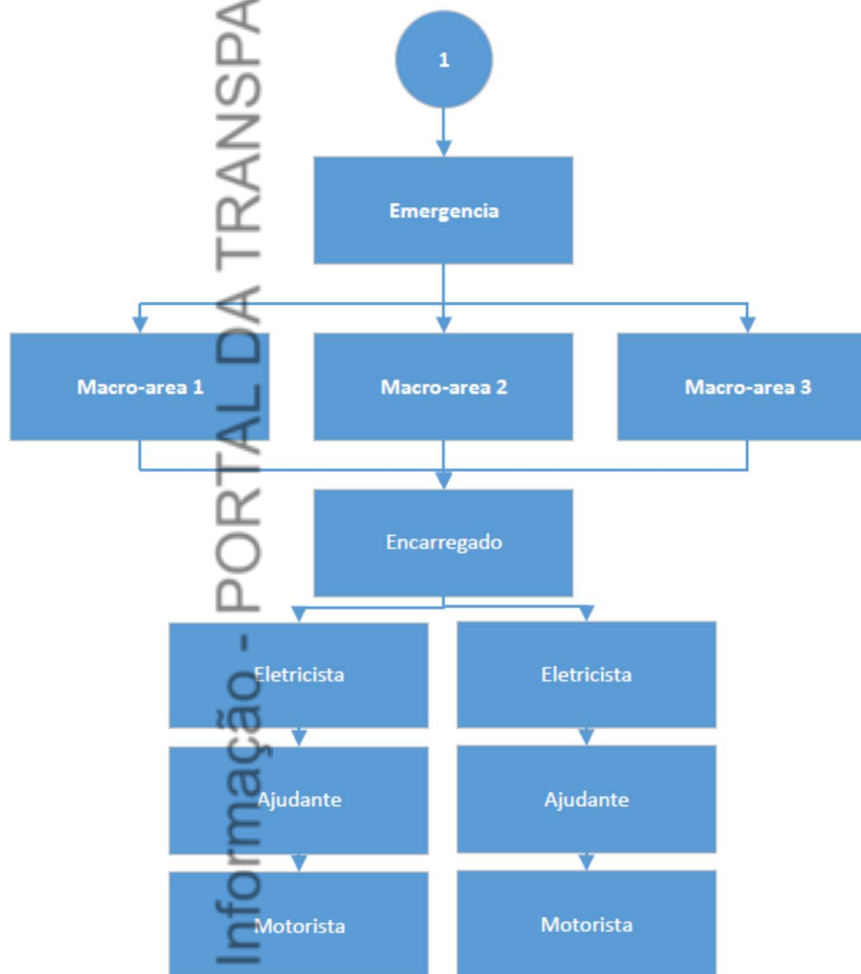 1
Emergencia
Macro-area 1
Macro-area 2
Macro-area 3
Encarregado
Eletricista
Eletricista
Ajudante
Ajudante
Motorista
Motorista
Informação - PORTAL DA